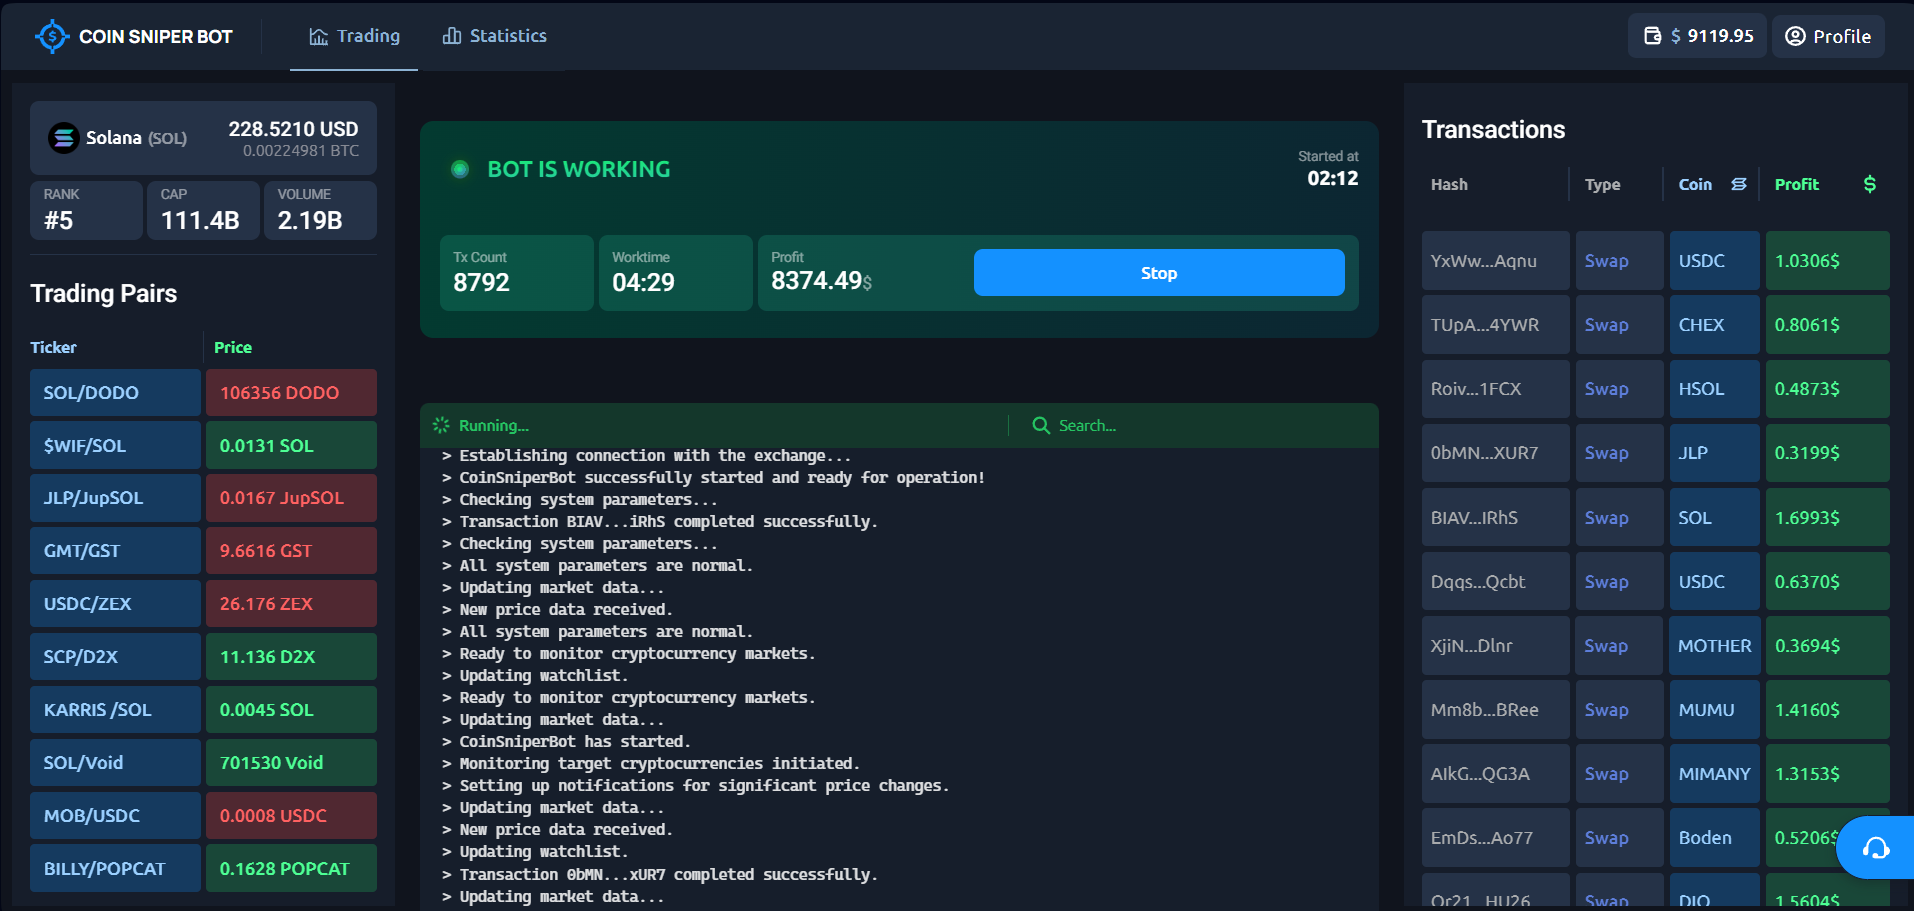 COIN SNIPER BOT
Trading
Statistics
$ 9119.95
Profile
Solana (SOL)
228.5210 USD
0.00224981 BTC
RANK
#5
CAP
111.4B
VOLUME
2.19B
Trading Pairs
Ticker Price
SOL/DODO 106356 DODO
$WIF/SOL 0.0131 SOL
JLP/JupSOL 0.0167 JupSOL
GMT/GST 9.6616 GST
USDC/ZEX 26.176 ZEX
SCP/D2X 11.136 D2X
KARRIS /SOL 0.0045 SOL
SOL/Void 701530 Void
MOB/USDC 0.0008 USDC
BILLY/POPCAT 0.1628 POPCAT
BOT IS WORKING
Started at
02:12
Tx Count
8792
Worktime
04:29
Profit
8374.49$
Stop
Running...
Search...
> Establishing connection with the exchange...
> CoinSniperBot successfully started and ready for operation!
> Checking system parameters...
> Transaction BIAV...iRhS completed successfully.
> Checking system parameters...
> All system parameters are normal.
> Updating market data...
> New price data received.
> All system parameters are normal.
> Ready to monitor cryptocurrency markets.
> Updating watchlist.
> Ready to monitor cryptocurrency markets.
> Updating market data...
> CoinSniperBot has started.
> Monitoring target cryptocurrencies initiated.
> Setting up notifications for significant price changes.
> Updating market data...
> New price data received.
> Updating watchlist.
> Transaction 0bMN...xUR7 completed successfully.
> Updating market data...
Transactions
Hash Type Coin Profit $
YxWw...Aqnu Swap USDC 1.0306$
TUpA...4YWR Swap CHEX 0.8061$
Roiv...1FCX Swap HSOL 0.4873$
0bMN...XUR7 Swap JLP 0.3199$
BIAV...IRhS Swap SOL 1.6993$
Dqqs...Qcbt Swap USDC 0.6370$
XjiN...Dlnr Swap MOTHER 0.3694$
Mm8b...BRee Swap MUMU 1.4160$
AIkG...QG3A Swap MIMANY 1.3153$
EmDs...Ao77 Swap Boden 0.5206$
Or21...HU26 Swap DIO 1.5604$